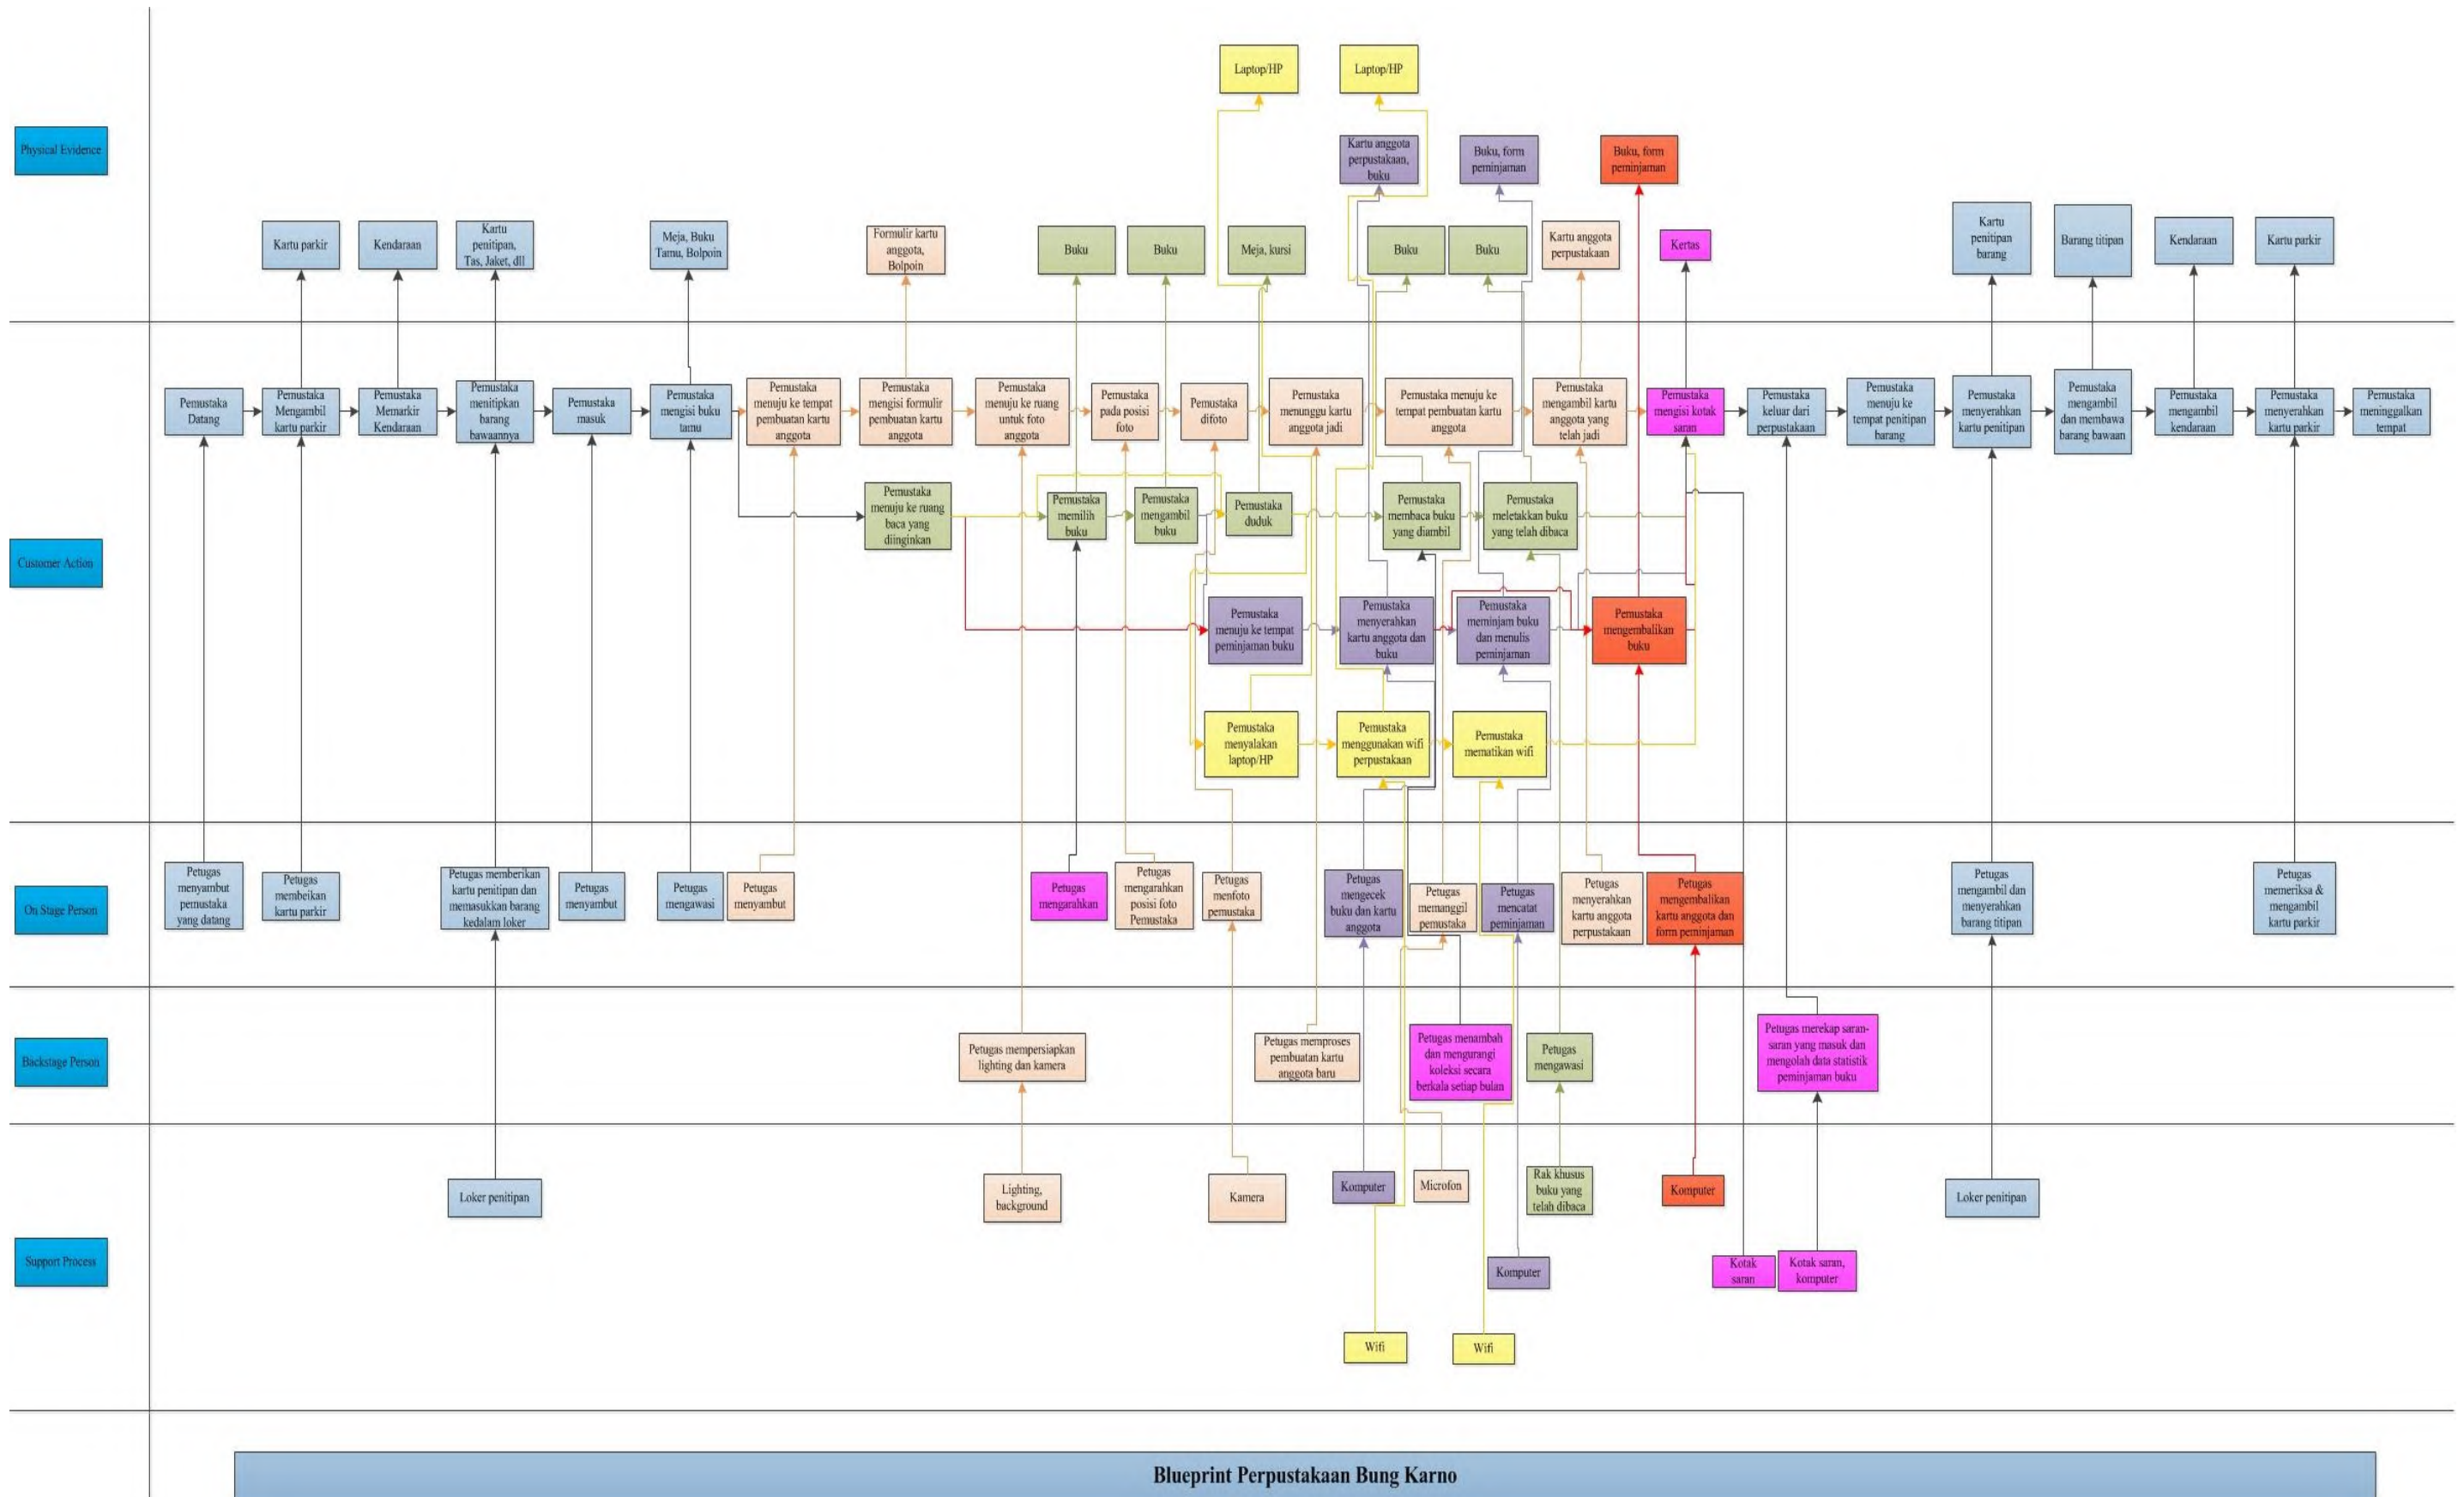 Laptop/HP
Laptop/HP
Physical Evidence
Kartu anggota
perpustakaan,
buku
Buku, form
peminjaman
Buku, form
peminjaman
Kartu parkir
Kendaraan
Kartu
penitipan,
Tas, Jaket, dll
Meja, Buku
Tamu, Bolpoin
Formulir kartu
anggota,
Bolpoin
Buku
Buku
Meja, kursi
Buku
Buku
Kartu anggota
perpustakaan
Kertas
Kartu
penitipan
barang
Barang titipan
Kendaraan
Kartu parkir
Customer Action
Pemustaka
Datang
Pemustaka
Mengambil
kartu parkir
Pemustaka
Memarkir
Kendaraan
Pemustaka
menitipkan
barang
bawaannya
Pemustaka
masuk
Pemustaka
mengisi buku
tamu
Pemustaka
menuju ke tempat
pembuatan kartu
anggota
Pemustaka
mengisi formulir
pembuatan kartu
anggota
Pemustaka
menuju ke ruang
untuk foto
anggota
Pemustaka
pada posisi
foto
Pemustaka
difoto
Pemustaka
menunggu kartu
anggota jadi
Pemustaka menuju ke
tempat pembuatan kartu
anggota
Pemustaka
mengambil kartu
anggota yang
telah jadi
Pemustaka
mengisi kotak
saran
Pemustaka
keluar dari
perpustakaan
Pemustaka
menuju ke
tempat penitipan
barang
Pemustaka
menyerahkan
kartu penitipan
Pemustaka
mengambil
dan membawa
barang bawaan
Pemustaka
mengambil
kendaraan
Pemustaka
menyerahkan
kartu parkir
Pemustaka
meninggalkan
tempat
Pemustaka
menuju ke ruang
baca yang
diinginkan
Pemustaka
memilih
buku
Pemustaka
mengambil
buku
Pemustaka
duduk
Pemustaka
membaca buku
yang diambil
Pemustaka
meletakkan buku
yang telah dibaca
Pemustaka
menuju ke tempat
peminjaman buku
Pemustaka
menyerahkan
kartu anggota dan
buku
Pemustaka
meminjam buku
dan menulis
peminjaman
Pemustaka
mengembalikan
buku
Pemustaka
menyalakan
laptop/HP
Pemustaka
menggunakan wifi
perpustakaan
Pemustaka
mematikan wifi
On Stage Person
Petugas
menyambut
pemustaka
yang datang
Petugas
membeikan
kartu parkir
Petugas memberikan
kartu penitipan dan
memasukkan barang
kedalam loker
Petugas
menyambut
Petugas
mengawasi
Petugas
menyambut
Petugas
mengarahkan
Petugas
mengarahkan
posisi foto
Pemustaka
Petugas
menfoto
pemustaka
Petugas
mengecek
buku dan kartu
anggota
Petugas
memanggil
pemustaka
Petugas
mencatat
peminjaman
Petugas
menyerahkan
kartu anggota
perpustakaan
Petugas
mengembalikan
kartu anggota dan
form peminjaman
Petugas
mengambil dan
menyerahkan
barang titipan
Petugas
memeriksa &
mengambil
kartu parkir
Backstage Person
Petugas mempersiapkan
lighting dan kamera
Petugas memproses
pembuatan kartu
anggota baru
Petugas menambah
dan mengurangi
koleksi secara
berkala setiap bulan
Petugas
mengawasi
Petugas merekap saran-
saran yang masuk dan
mengolah data statistik
peminjaman buku
Support Process
Loker penitipan
Lighting,
background
Kamera
Komputer
Microfon
Rak khusus
buku yang
telah dibaca
Komputer
Loker penitipan
Komputer
Kotak
saran
Kotak saran,
komputer
Wifi
Wifi
Blueprint Perpustakaan Bung Karno